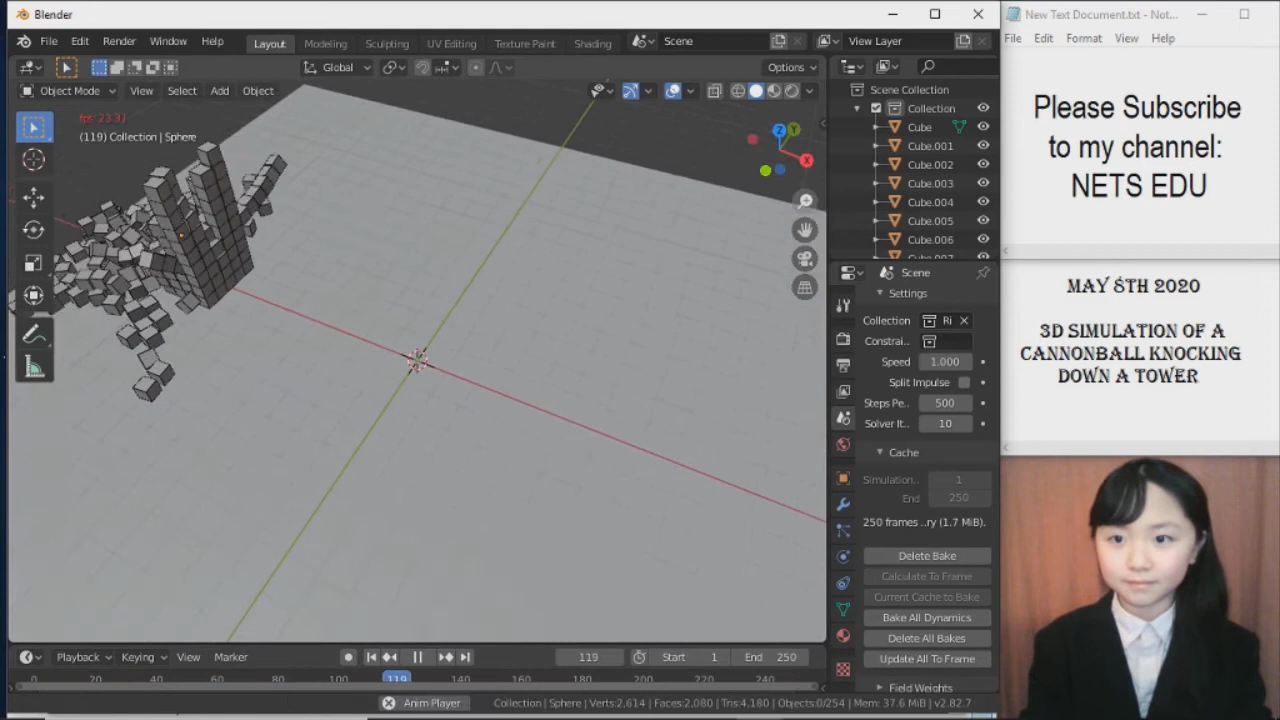 Blender
New Text Document.txt - Not...
File Edit Render Window Help
Layout Modeling Sculpting UV Editing Texture Paint Shading
Scene
View Layer
File Edit Format View Help
Global
Options
Object Mode View Select Add Object
fps: 23.31
(119) Collection | Sphere
Z
Y
X
Scene Collection
Collection
Cube
Cube.001
Cube.002
Cube.003
Cube.004
Cube.005
Cube.006
Cube.007
Please Subscribe
to my channel:
NETS EDU
Scene
Settings
Collection Ri
Constrai..
Speed 1.000
Split Impulse
Steps Pe.. 500
Solver It.. 10
Cache
Simulation.. 1
End 250
250 frames ..ry (1.7 MiB).
Delete Bake
Calculate To Frame
Current Cache to Bake
Bake All Dynamics
Delete All Bakes
Update All To Frame
Field Weights
MAY 8TH 2020
3D SIMULATION OF A
CANNONBALL KNOCKING
DOWN A TOWER
Playback Keying View Marker
119
Start 1
End 250
0 20 40 60 80 100 119 140 160 180 200 220 240
Anim Player
Collection | Sphere | Verts:2,614 | Faces:2,080 | Tris:4,180 | Objects:0/254 | Mem: 37.6 MiB | v2.82.7